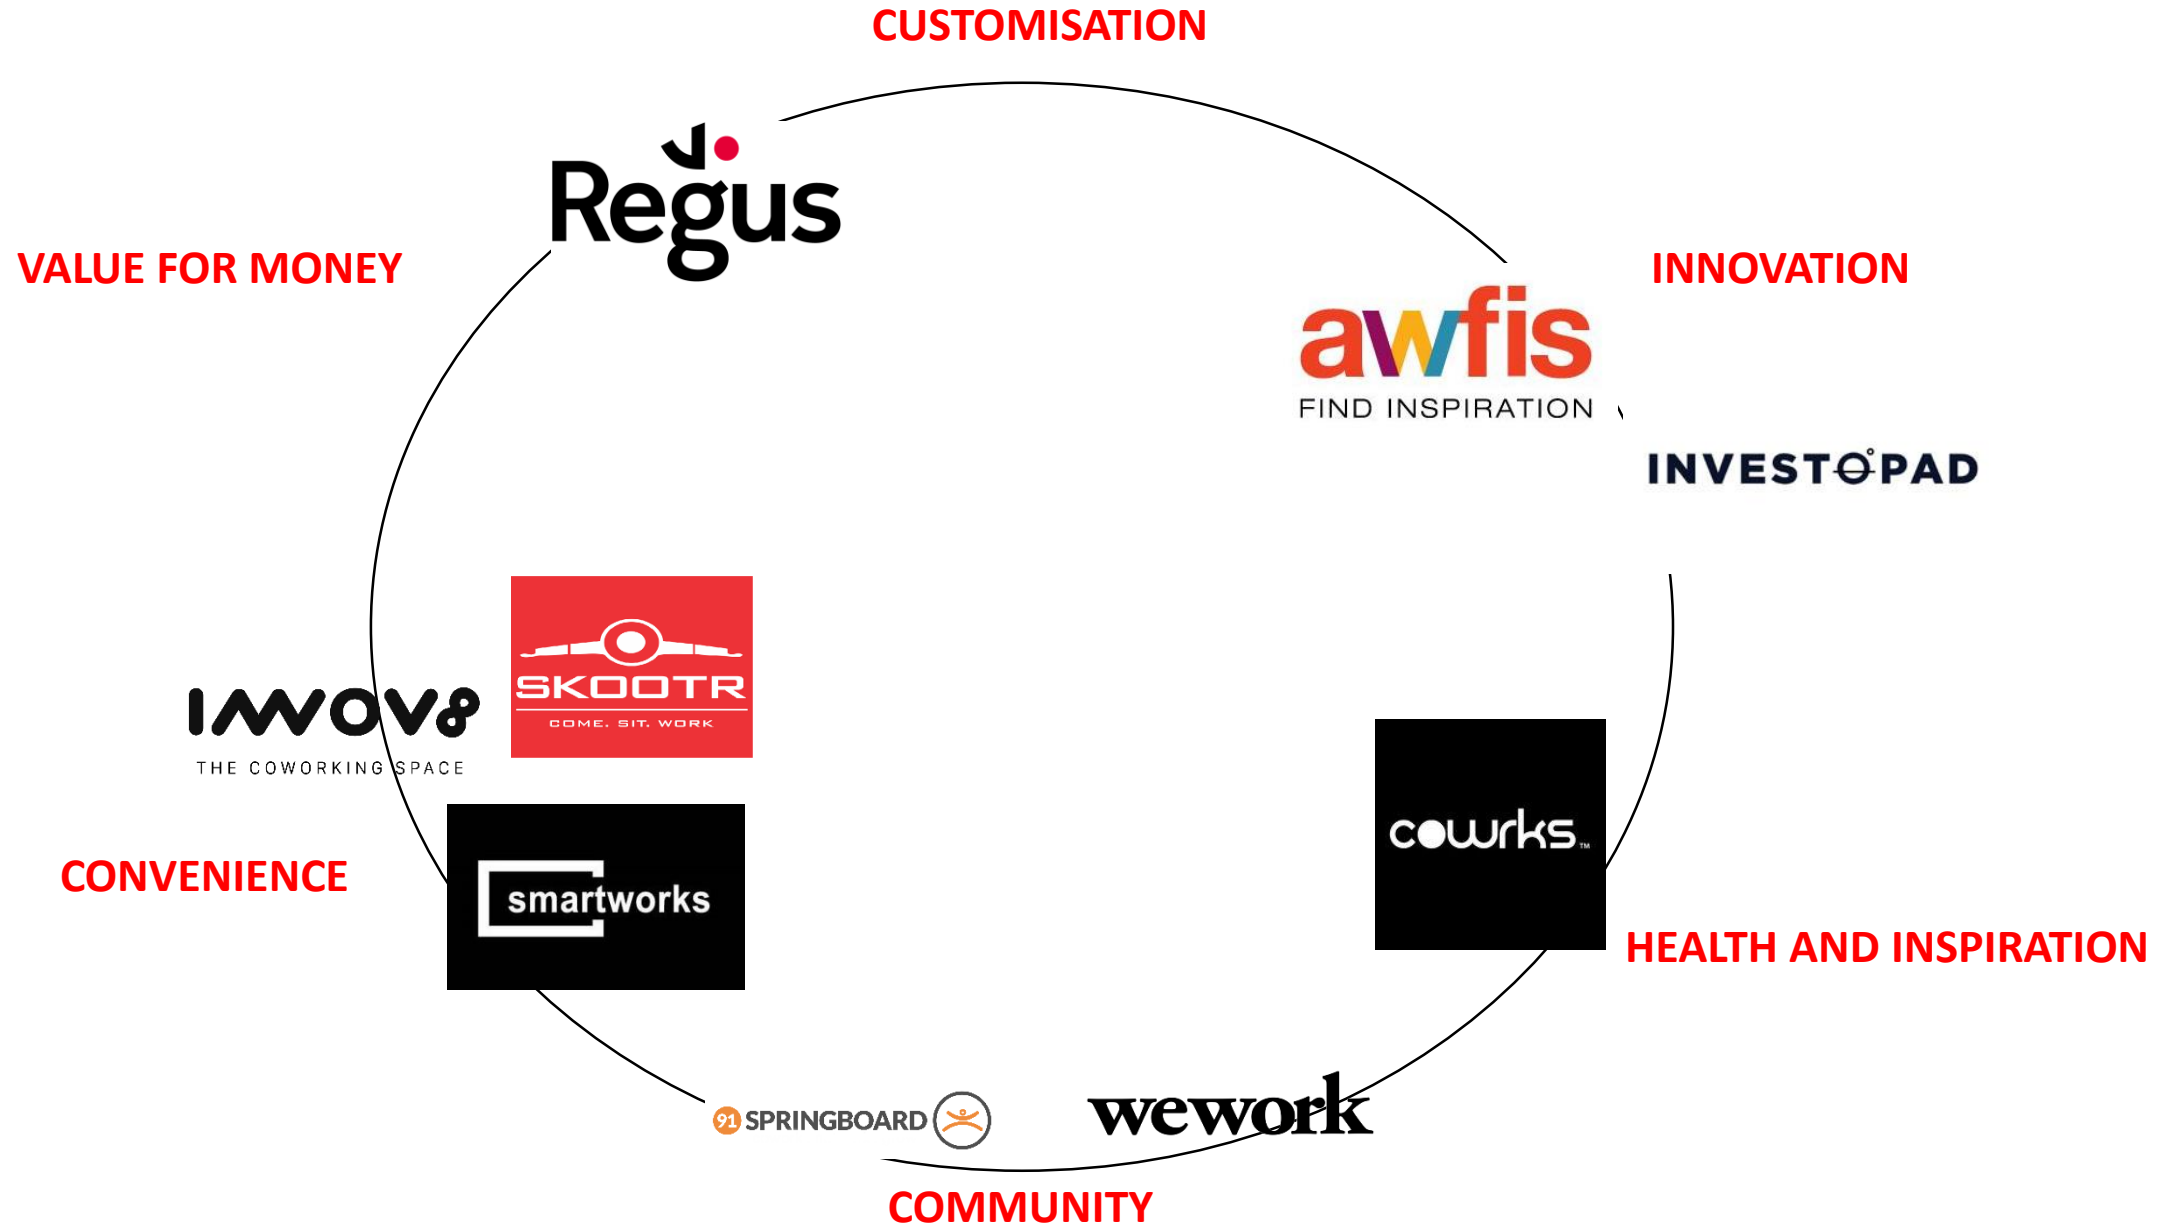 CUSTOMISATION
Regus
VALUE FOR MONEY
INNOVATION
awfis
FIND INSPIRATION
INVESTOPAD
SKOOTR
COME. SIT. WORK
INNOV8
THE COWORKING SPACE
cowrks™
CONVENIENCE
smartworks
HEALTH AND INSPIRATION
91 SPRINGBOARD
wework
COMMUNITY